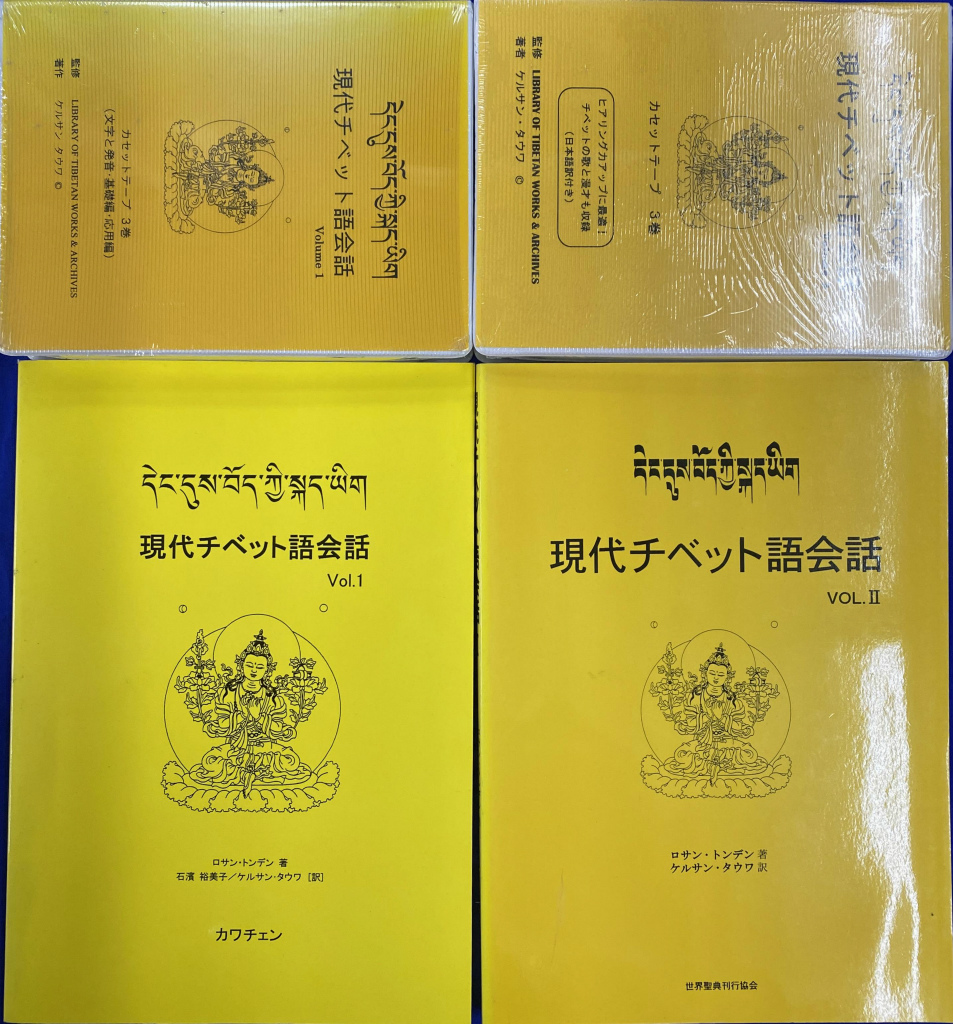 དེང་དུས་བོད་ཀྱི་སྐད་ཡིག
現代チベット語会話
Volume 1
カセットテープ 3巻
(文字と発音・基礎編・応用編)
監修 LIBRARY OF TIBETAN WORKS & ARCHIVES
著作 ケルサン タウワ ©
現代チベット語会話
カセットテープ 3巻
ヒアリング力アップに最適!
チベットの歌と漫才も収録
(日本語訳付き)
監修 LIBRARY OF TIBETAN WORKS & ARCHIVES
著者 ケルサン・タウワ ©
དེང་དུས་བོད་ཀྱི་སྐད་ཡིག
現代チベット語会話
Vol.1
ロサン・トンデン 著
石濱 裕美子/ケルサン・タウワ [訳]
カワチェン
དེང་དུས་བོད་ཀྱི་སྐད་ཡིག
現代チベット語会話
VOL.Ⅱ
ロサン・トンデン 著
ケルサン・タウワ 訳
世界聖典刊行協会